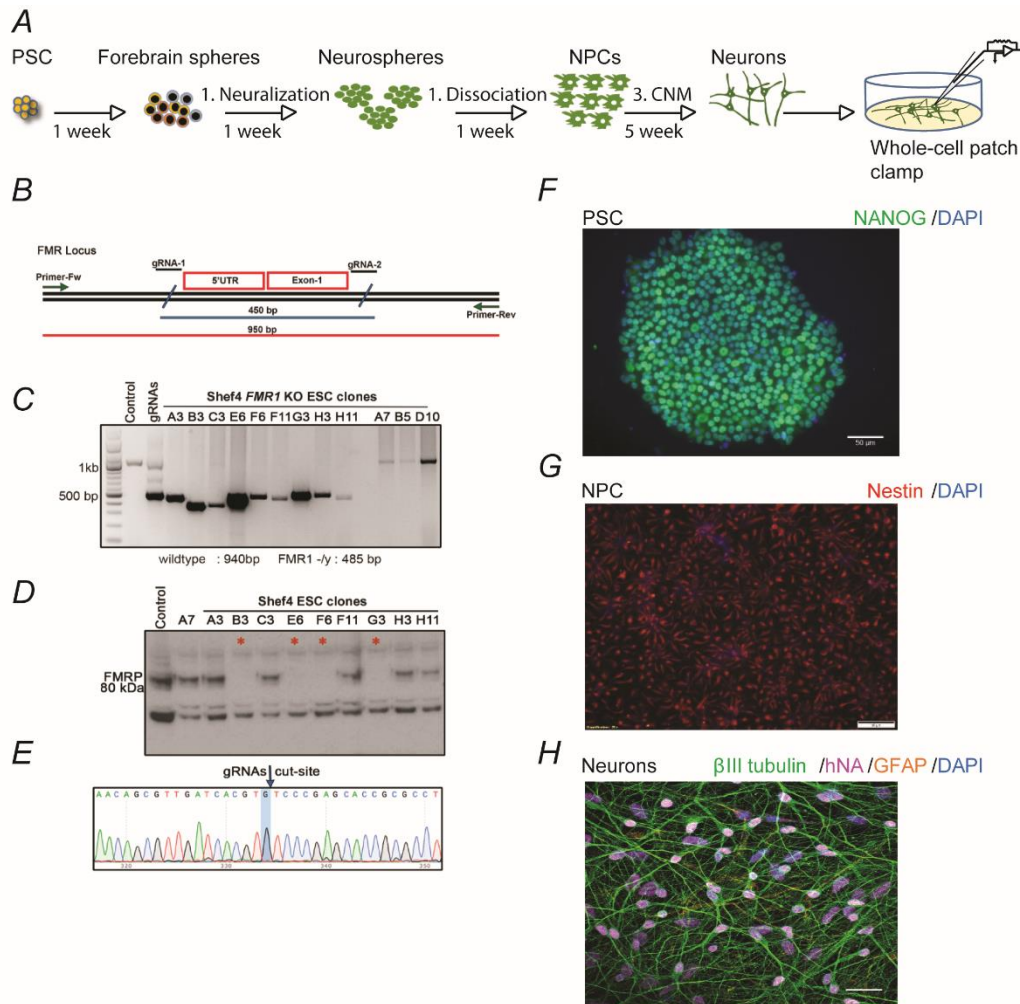 A
PSC
Forebrain spheres
Neurospheres
NPCs
Neurons
1. Neuralization
1. Dissociation
3. CNM
1 week
1 week
1 week
5 week
Whole-cell patch
clamp
B
FMR Locus
Primer-Fw
gRNA-1
5'UTR
Exon-1
gRNA-2
450 bp
Primer-Rev
950 bp
C
Shef4 FMR1 KO ESC clones
Control
gRNAs
A3 B3 C3 E6 F6 F11 G3 H3 H11 A7 B5 D10
1kb
500 bp
wildtype : 940bp FMR1 -/y : 485 bp
D
Shef4 ESC clones
Control
A7 A3 B3 C3 E6 F6 F11 G3 H3 H11
* * * *
FMRP
80 kDa
E
gRNAs cut-site
A A C A G C G T T G A T C A C G T G T C C C G A G C A C C G C G C C T
320 330 340 350
F
PSC NANOG /DAPI
50 µm
G
NPC Nestin /DAPI
H
Neurons βIII tubulin /hNA /GFAP /DAPI